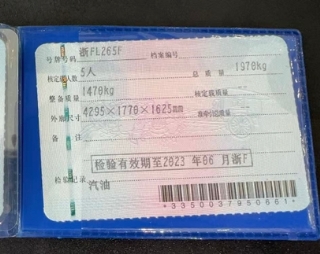 号牌号码 浙FL265F 档案编号
核定载人数 5人 总质量 1970kg
整备质量 1470kg 核定载质量
外廓尺寸 4295×1770×1625mm 准牵引总质量
备注
检验有效期至2023 年06 月浙F
检验记录
汽油
*3350037980861*